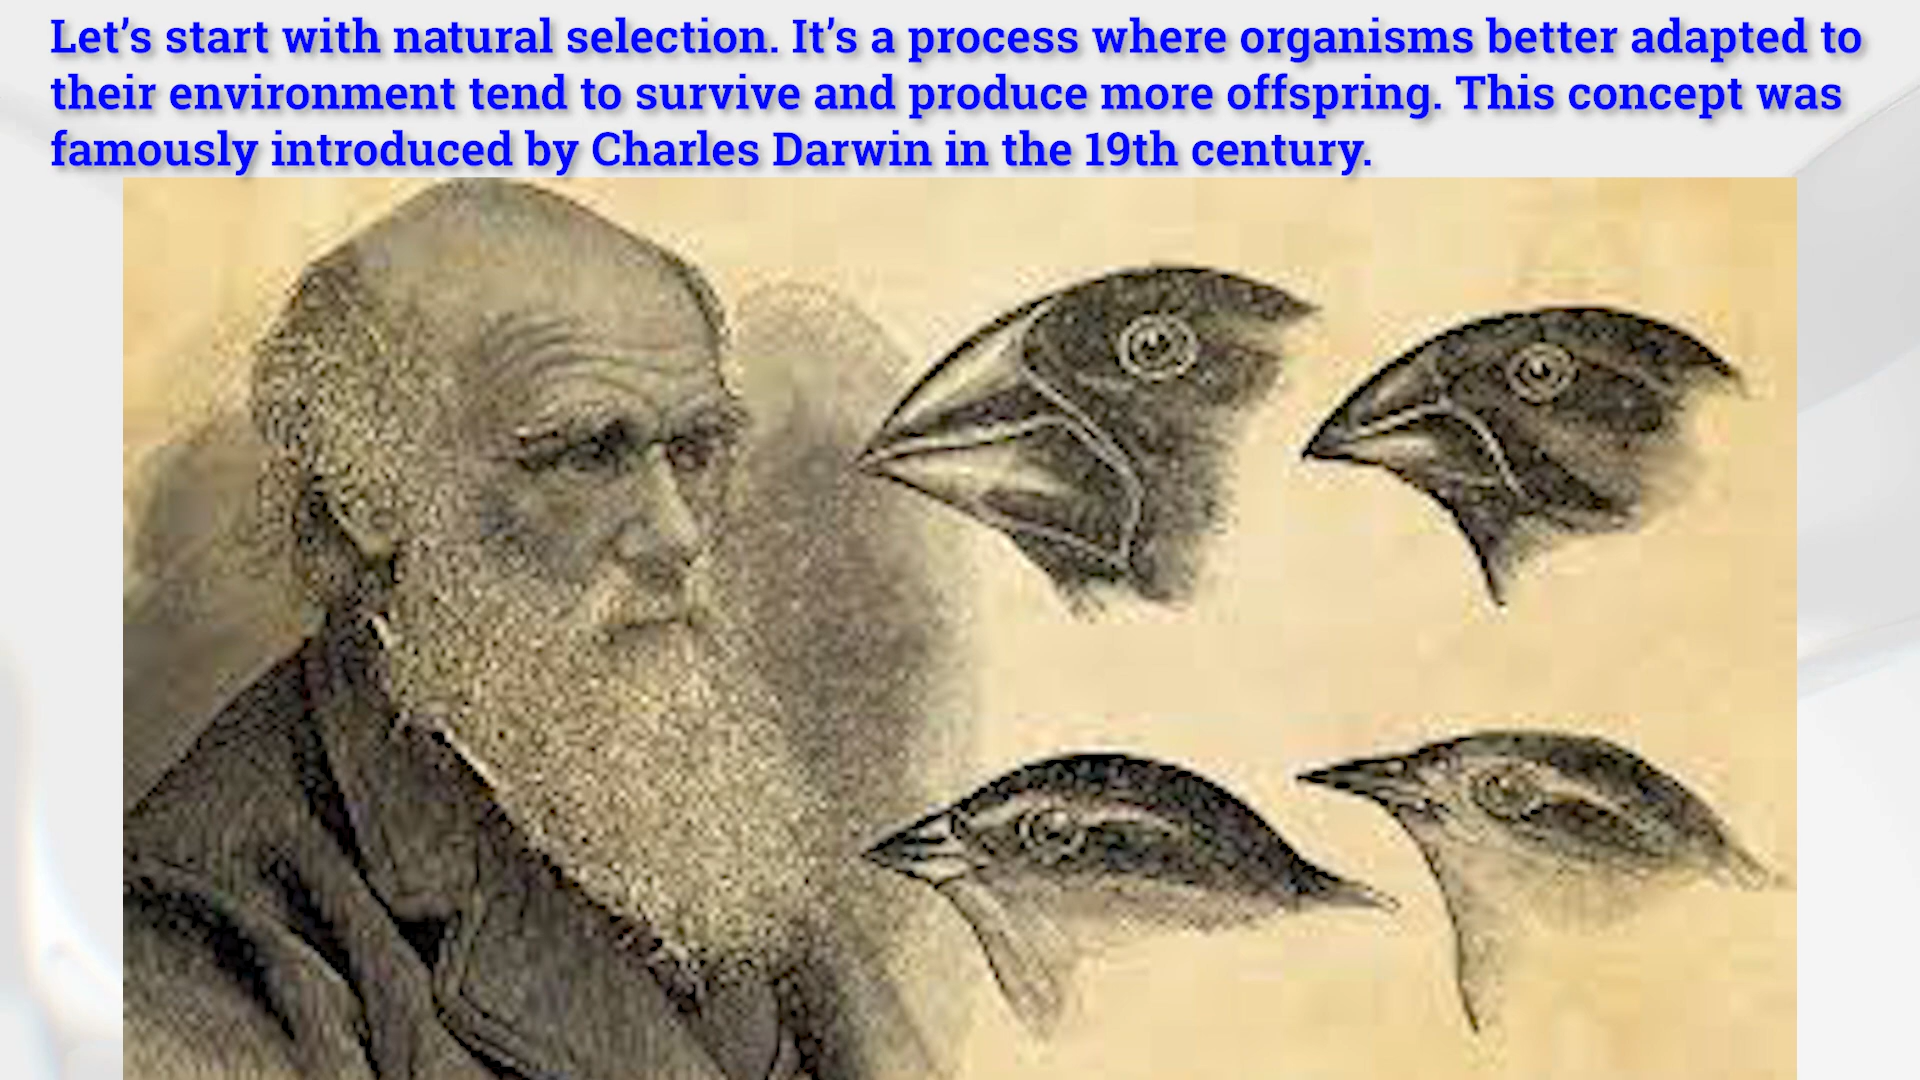 Let’s start with natural selection. It’s a process where organisms better adapted to
their environment tend to survive and produce more offspring. This concept was
famously introduced by Charles Darwin in the 19th century.